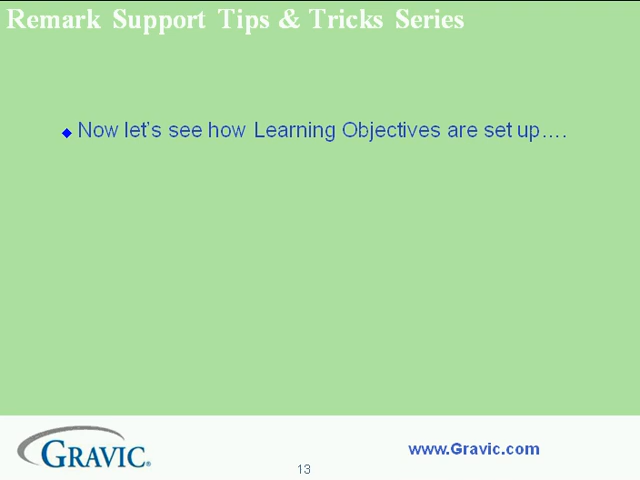 Remark Support Tips & Tricks Series
◆ Now let's see how Learning Objectives are set up….
GRAVIC®
www.Gravic.com
13